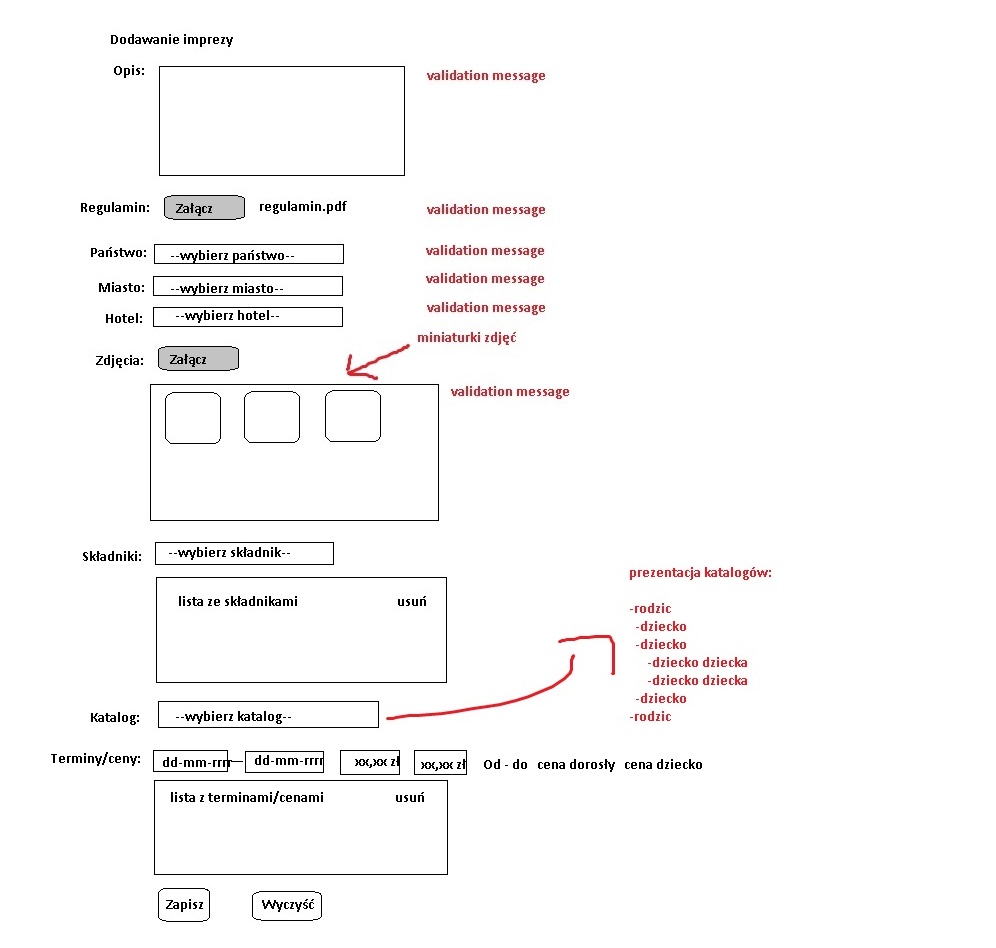 Dodawanie imprezy
Opis:
validation message
Regulamin: Załącz regulamin.pdf validation message
Państwo: --wybierz państwo-- validation message
Miasto: --wybierz miasto-- validation message
Hotel: --wybierz hotel-- validation message
miniaturki zdjęć
Zdjęcia: Załącz
validation message
Składniki: --wybierz składnik--
lista ze składnikami usuń
prezentacja katalogów:
-rodzic
-dziecko
-dziecko
-dziecko dziecka
-dziecko dziecka
-dziecko
-rodzic
Katalog: --wybierz katalog--
Terminy/ceny: dd-mm-rrrr — dd-mm-rrrr xx,xx zł xx,xx zł Od - do cena dorosły cena dziecko
lista z terminami/cenami usuń
Zapisz Wyczyść